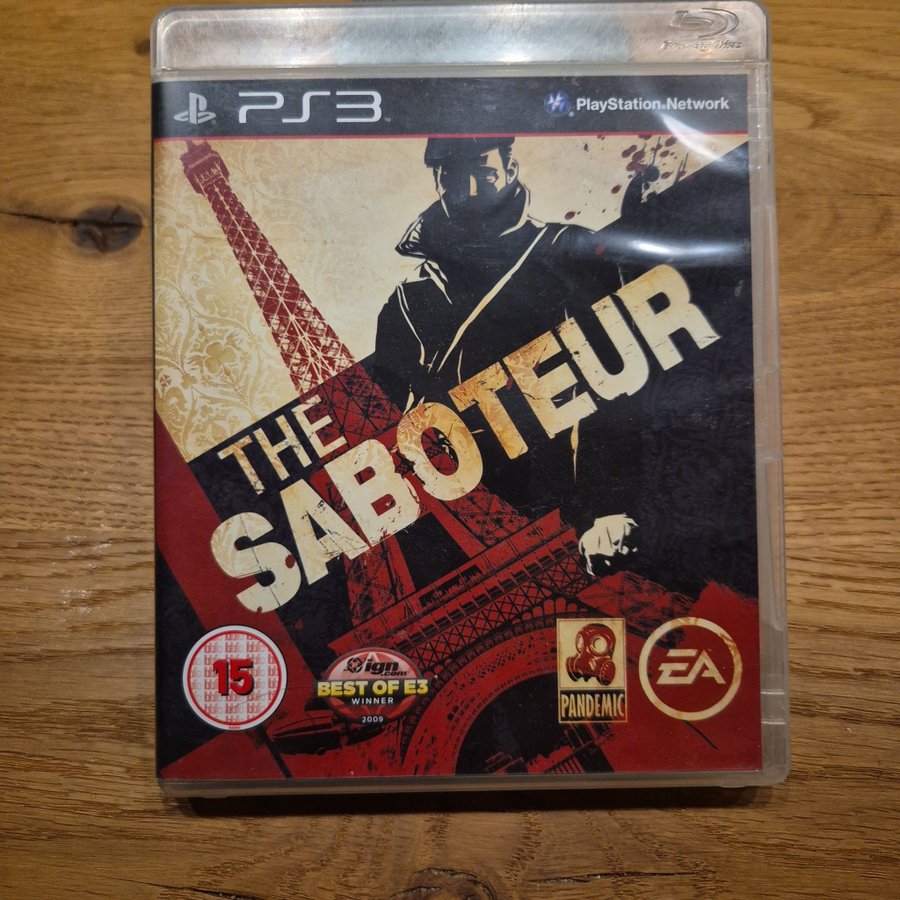 PS3
PlayStation Network
THE
SABOTEUR
15
ign
.com
BEST OF E3
WINNER
2009
PANDEMIC
EA